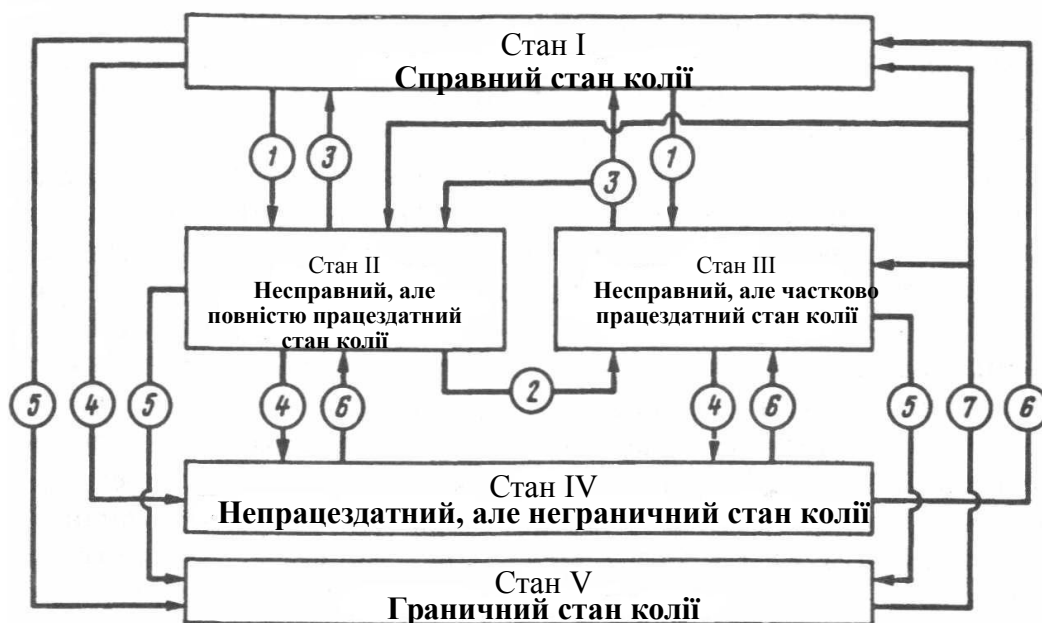 Стан I
Справний стан колії
1
3
3
1
Стан II
Несправний, але
повністю працездатний
стан колії
Стан III
Несправний, але частково
працездатний стан колії
5
4
5
4
6
2
4
6
5
7
6
Стан IV
Непрацездатний, але неграничний стан колії
Стан V
Граничний стан колії